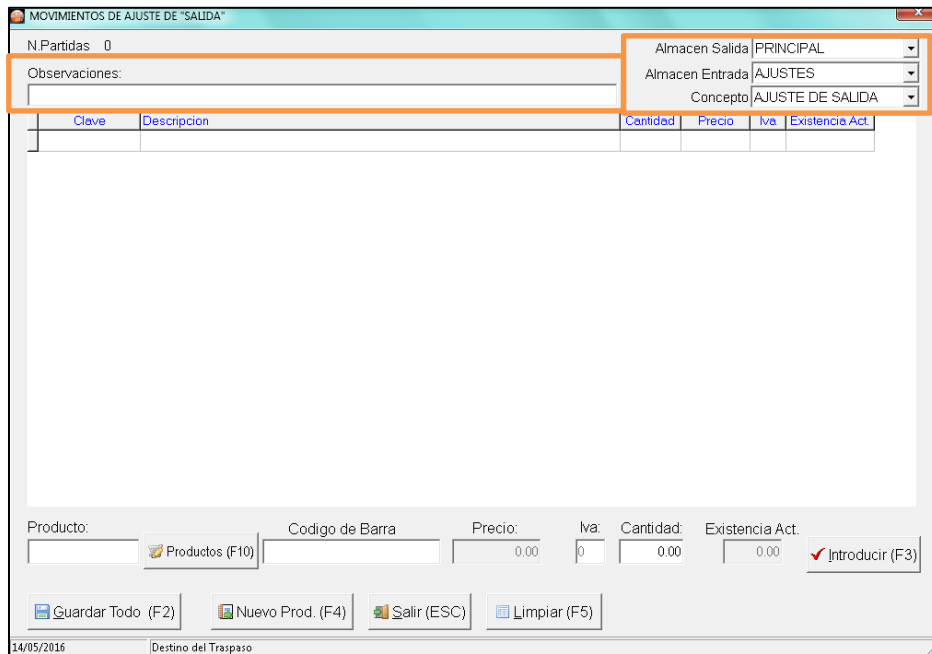 MOVIMIENTOS DE AJUSTE DE "SALIDA"
N.Partidas 0
Almacen Salida PRINCIPAL
Observaciones:
Almacen Entrada AJUSTES
Concepto AJUSTE DE SALIDA
Clave Descripcion Cantidad Precio Iva Existencia Act.
Producto: Codigo de Barra Precio: Iva: Cantidad: Existencia Act.
Productos (F10) 0.00 0 0.00 0.00 Introducir (F3)
Guardar Todo (F2) Nuevo Prod. (F4) Salir (ESC) Limpiar (F5)
14/05/2016 Destino del Traspaso